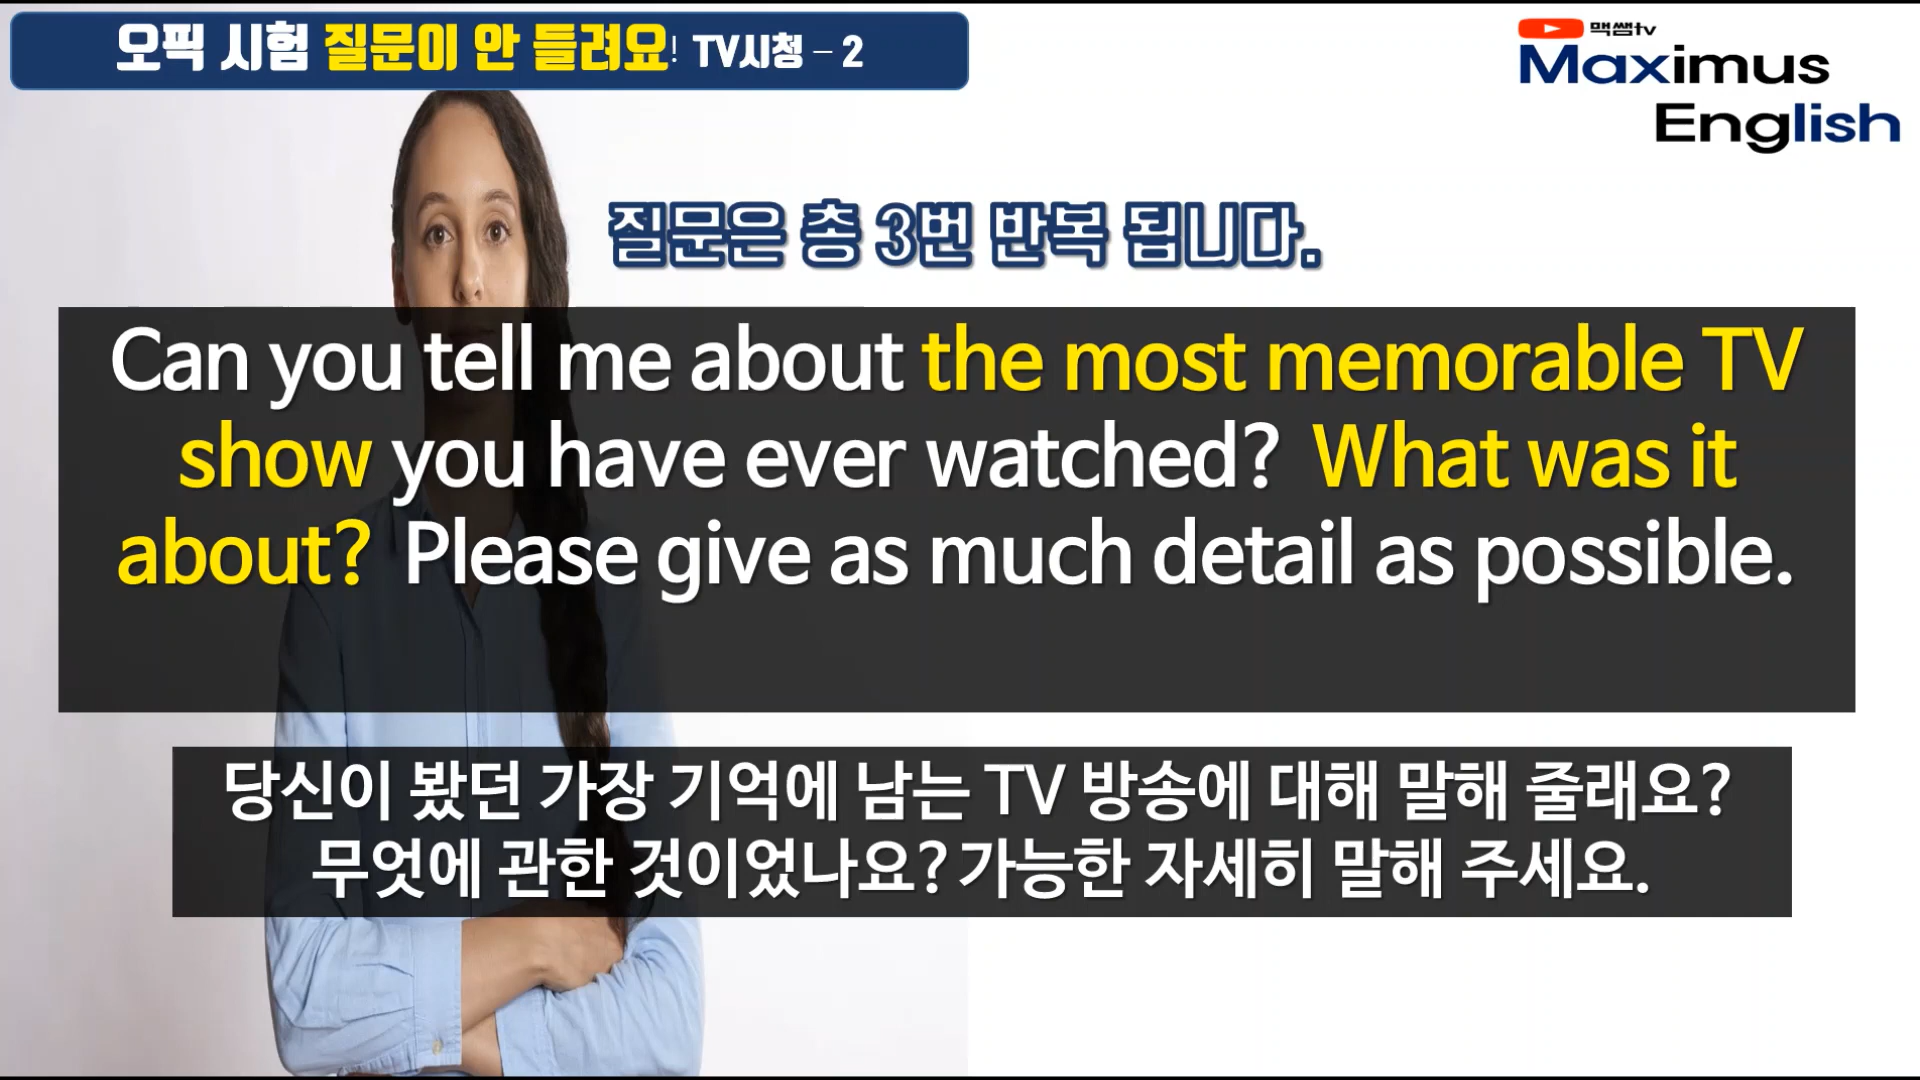 오픽 시험 질문이 안 들려요! TV시청 – 2
맥쌤tv
Maximus
English
질문은 총 3번 반복 됩니다.
Can you tell me about the most memorable TV
show you have ever watched? What was it
about? Please give as much detail as possible.
당신이 봤던 가장 기억에 남는 TV 방송에 대해 말해 줄래요?
무엇에 관한 것이었나요? 가능한 자세히 말해 주세요.